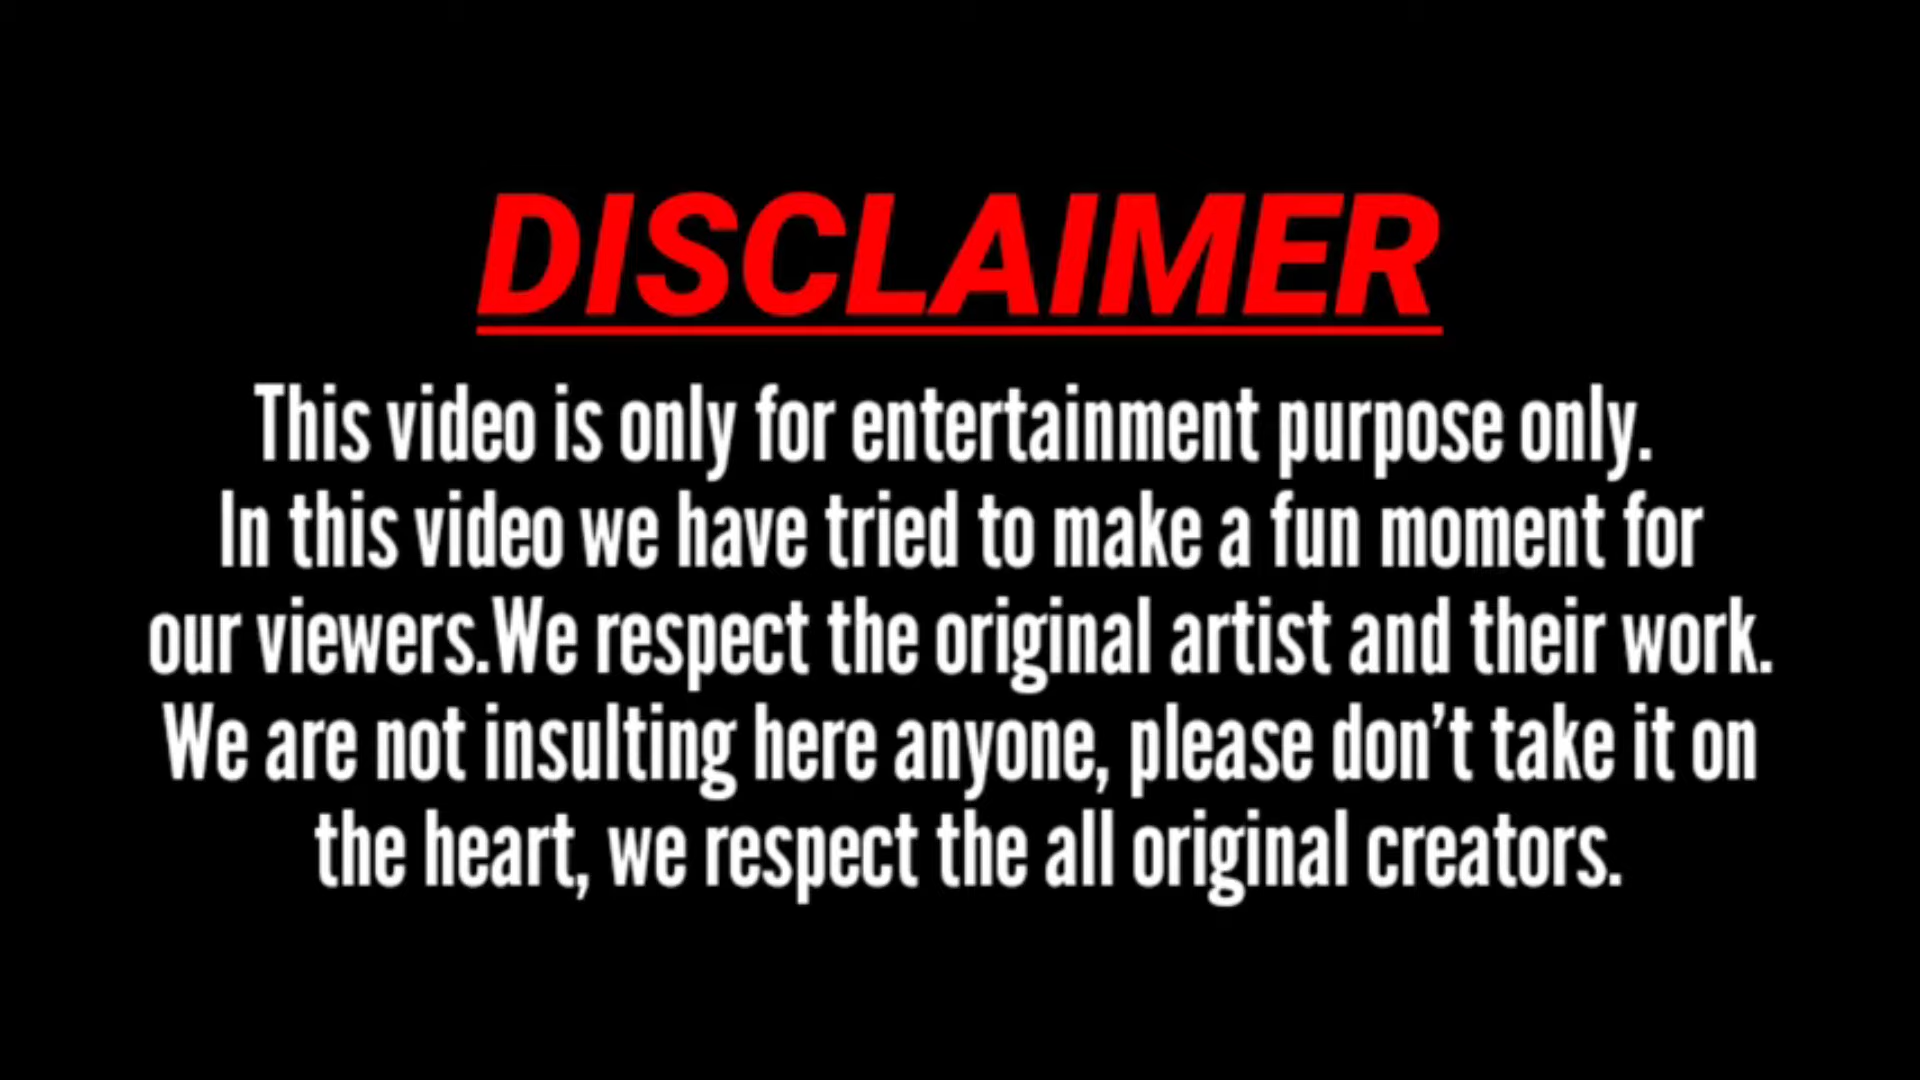 DISCLAIMER
This video is only for entertainment purpose only.
In this video we have tried to make a fun moment for
our viewers.We respect the original artist and their work.
We are not insulting here anyone, please don’t take it on
the heart, we respect the all original creators.